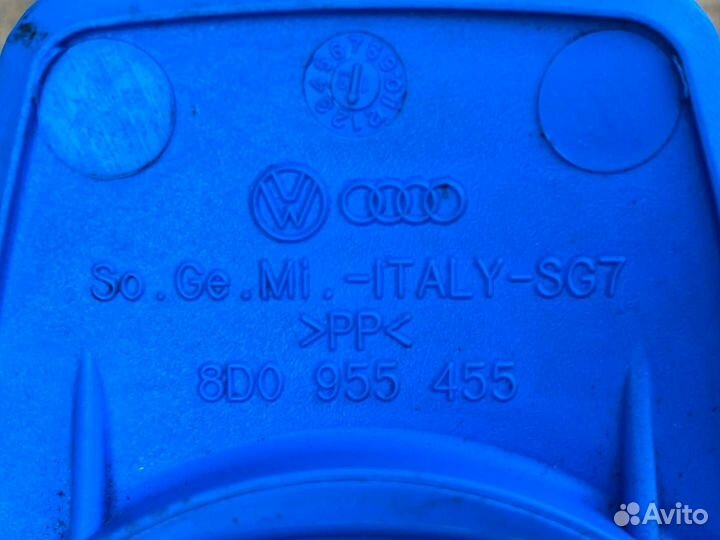 So.Ge.Mi.-ITALY-SG7
>PP<
8D0 955 455
Avito